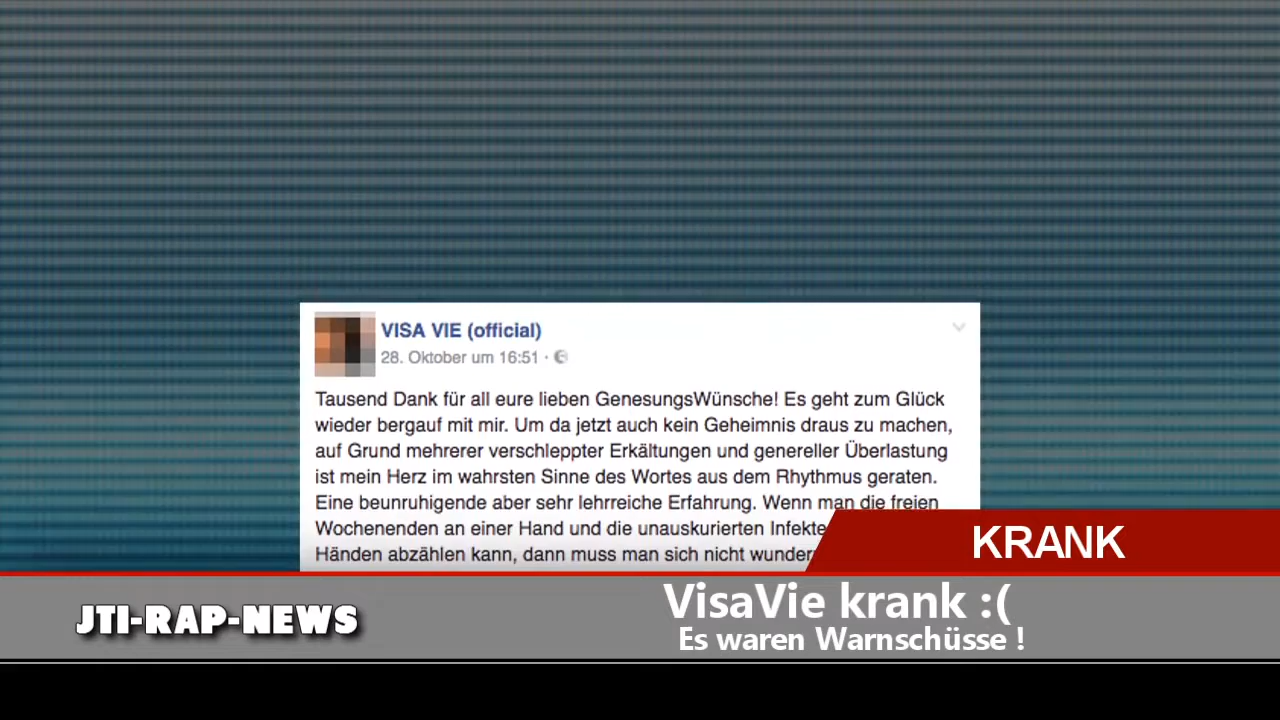 VISA VIE (official)
28. Oktober um 16:51 ·
Tausend Dank für all eure lieben GenesungsWünsche! Es geht zum Glück
wieder bergauf mit mir. Um da jetzt auch kein Geheimnis draus zu machen,
auf Grund mehrerer verschleppter Erkältungen und genereller Überlastung
ist mein Herz im wahrsten Sinne des Wortes aus dem Rhythmus geraten.
Eine beunruhigende aber sehr lehrreiche Erfahrung. Wenn man die freien
Wochenenden an einer Hand und die unauskurierten Infekte
Händen abzählen kann, dann muss man sich nicht
KRANK
VisaVie krank :(
Es waren Warnschüsse !
JTI-RAP-NEWS